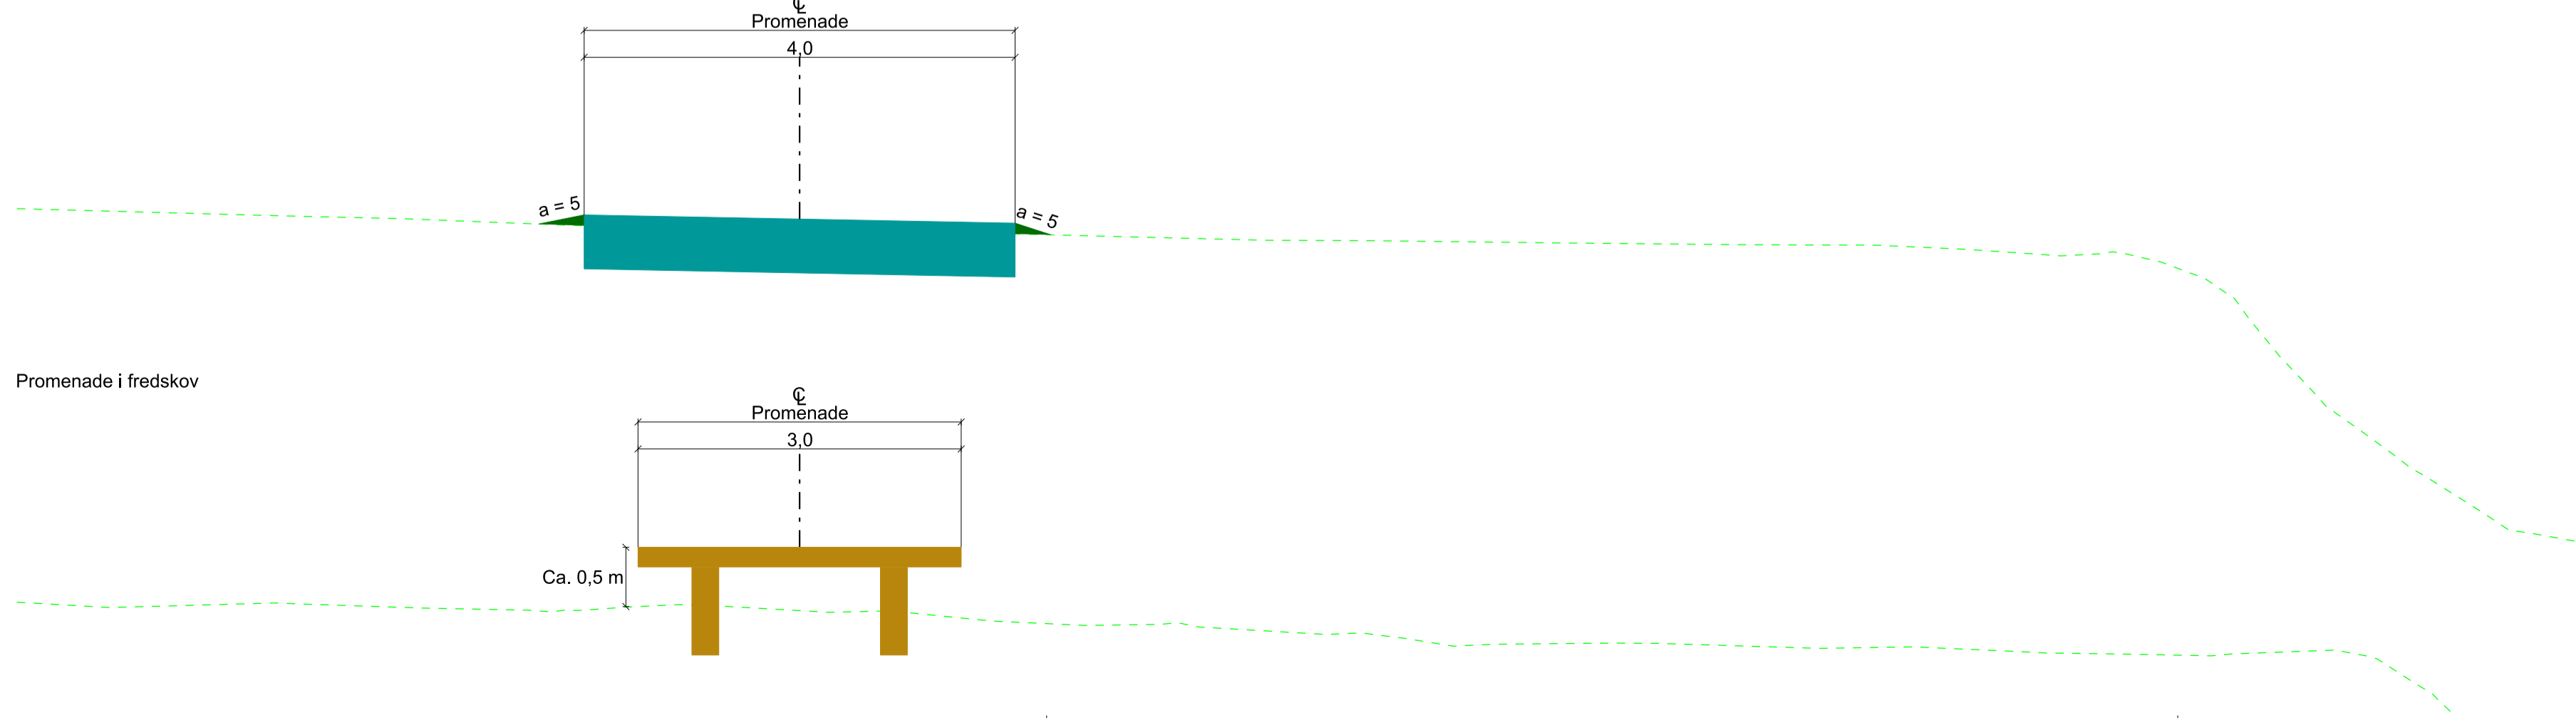 ℄
Promenade
4,0
a = 5
a = 5
Promenade i fredskov
℄
Promenade
3,0
Ca. 0,5 m